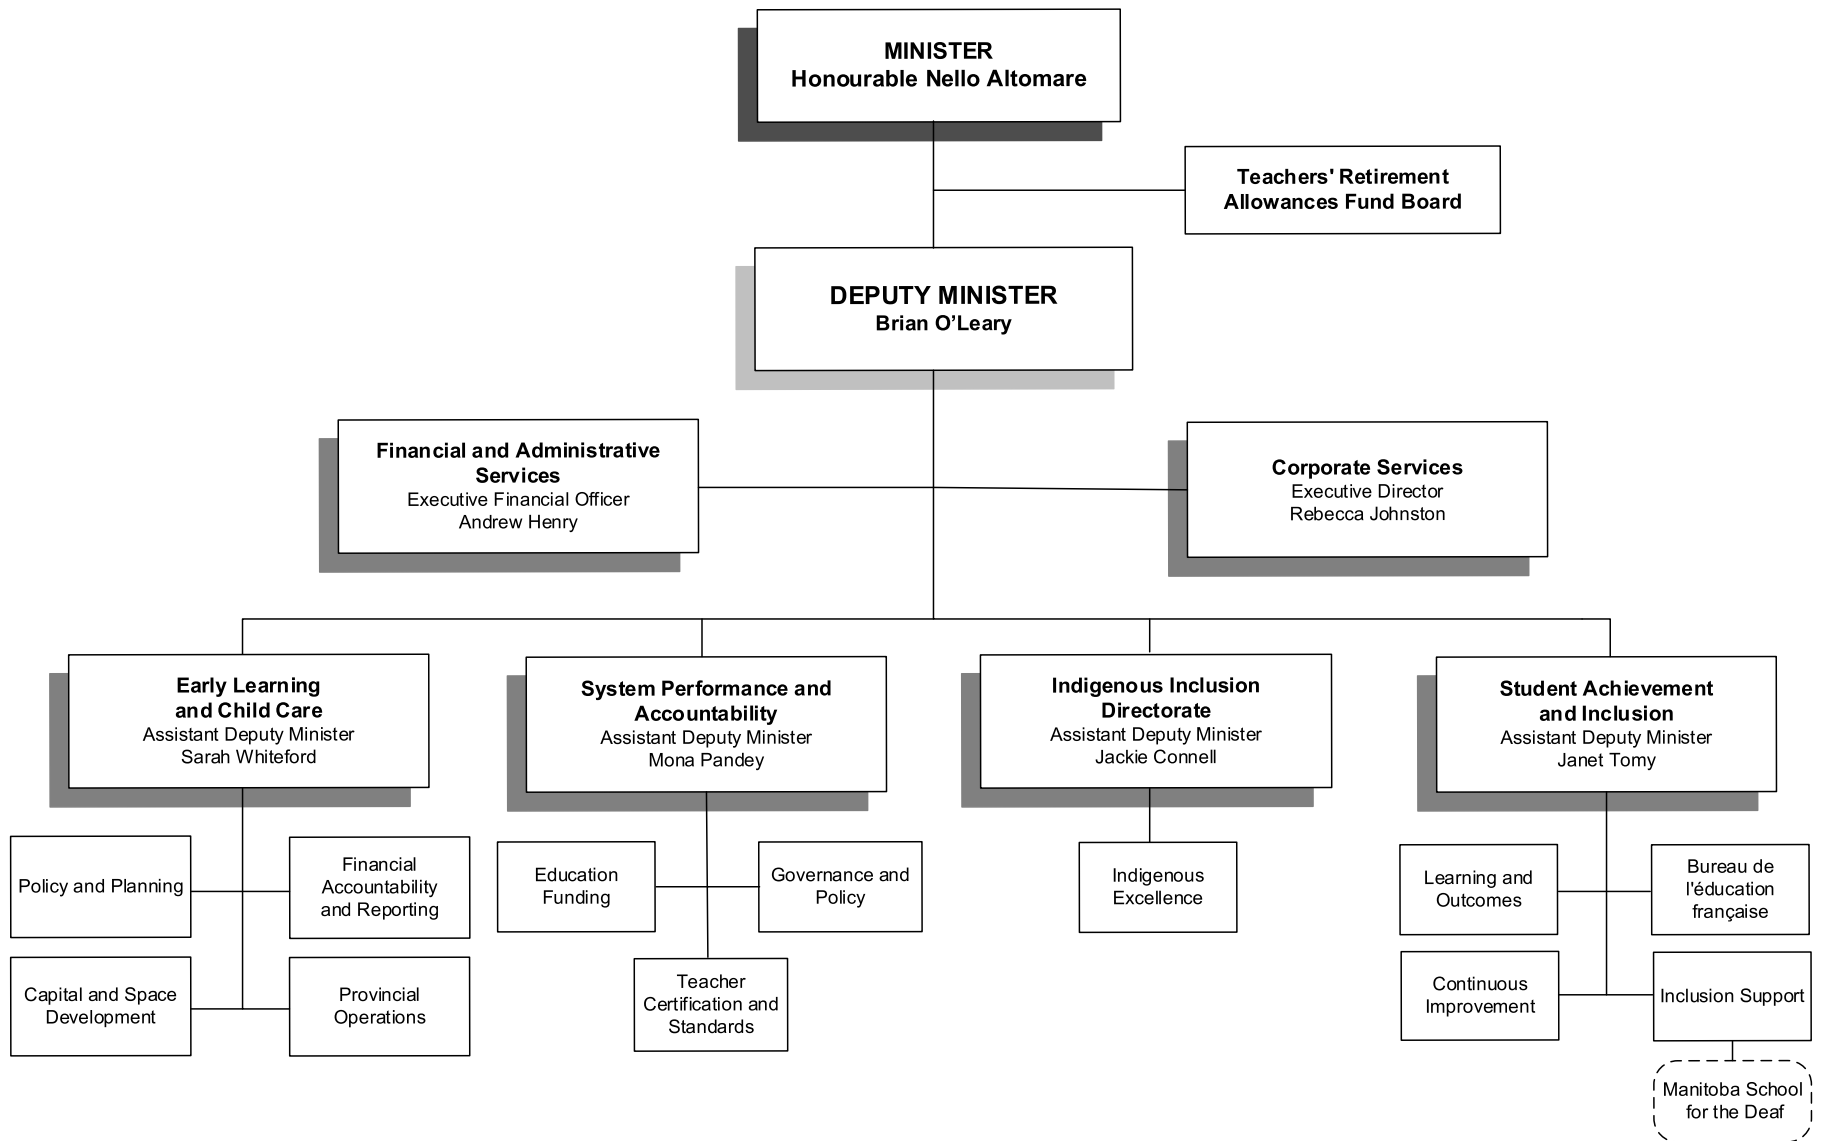 MINISTER
Honourable Nello Altomare
Teachers' Retirement
Allowances Fund Board
DEPUTY MINISTER
Brian O’Leary
Financial and Administrative
Services
Executive Financial Officer
Andrew Henry
Corporate Services
Executive Director
Rebecca Johnston
Early Learning
and Child Care
Assistant Deputy Minister
Sarah Whiteford
System Performance and
Accountability
Assistant Deputy Minister
Mona Pandey
Indigenous Inclusion
Directorate
Assistant Deputy Minister
Jackie Connell
Student Achievement
and Inclusion
Assistant Deputy Minister
Janet Tomy
Policy and Planning
Financial
Accountability
and Reporting
Capital and Space
Development
Provincial
Operations
Education
Funding
Governance and
Policy
Teacher
Certification and
Standards
Indigenous
Excellence
Learning and
Outcomes
Bureau de
l'éducation
française
Continuous
Improvement
Inclusion Support
Manitoba School
for the Deaf